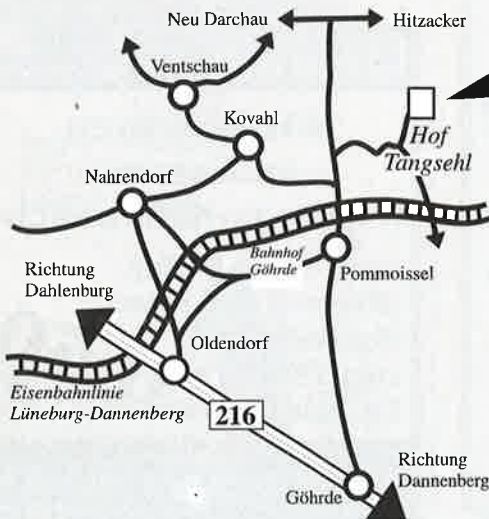 Neu Darchau
Hitzacker
Ventschau
Kovahl
Hof
Tangsehl
Nahrendorf
Bahnhof
Göhrde
Pommoissel
Richtung
Dahlenburg
Oldendorf
Eisenbahnlinie
Lüneburg-Dannenberg
216
Richtung
Dannenberg
Göhrde